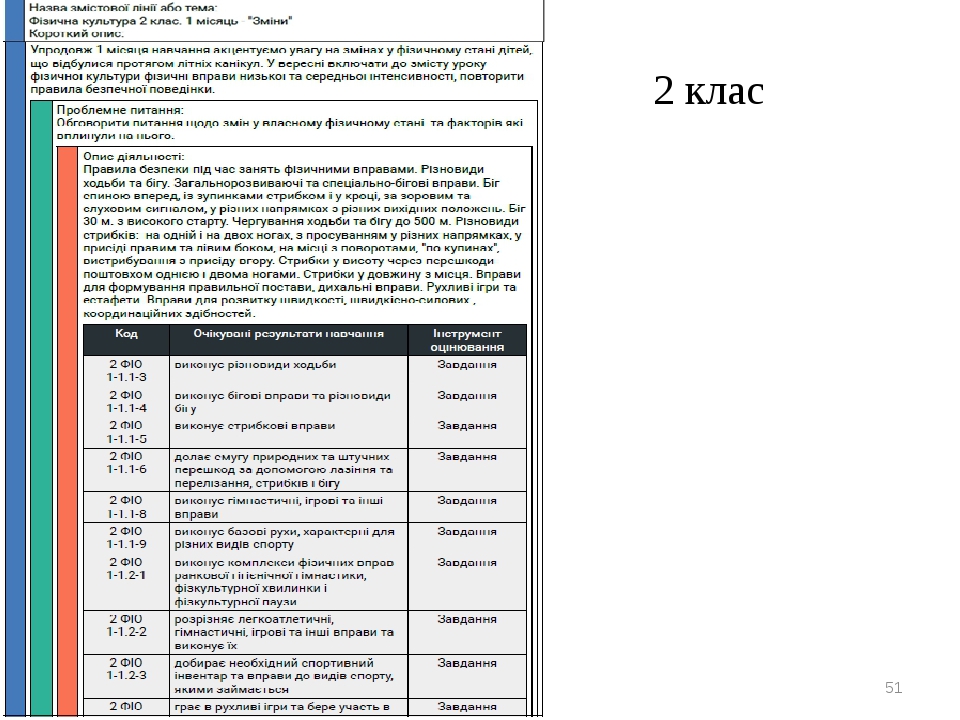 Назва змістової лінії або тема:
Фізична культура 2 клас. 1 місяць - "Зміни"
Короткий опис:
Упродовж 1 місяця навчання акцентуємо увагу на змінах у фізичному стані дітей,
що відбулися протягом літніх канікул. У вересні включати до змісту уроку
фізичної культури фізичні вправи низької та середньої інтенсивності, повторити
правила безпечної поведінки.
2 клас
Проблемне питання:
Обговорити питання щодо змін у власному фізичному стані та факторів які
вплинули на нього.
Опис діяльності:
Правила безпеки під час занять фізичними вправами. Різновиди
ходьби та бігу. Загальнорозвиваючі та спеціально-бігові вправи. Біг
спиною вперед, із зупинками стрибком і у кроці, за зоровим та
слуховим сигналом, у різних напрямках з різних вихідних положень. Біг
30 м. з високого старту. Чергування ходьби та бігу до 500 м. Різновиди
стрибків: на одній і на двох ногах, з просуванням у різних напрямках, у
присіді правим та лівим боком, на місці з поворотами, "по купинах",
вистрибування з присіду вгору. Стрибки у висоту через перешкоди
поштовхом однією і двома ногами. Стрибки у довжину з місця. Вправи
для формування правильної постави, дихальні вправи. Рухливі ігри та
естафети. Вправи для розвитку швидкості, швидкісно-силових ,
координаційних здібностей.
Код Очікувані результати навчання Інструмент
оцінювання
2 ФІО виконує різновиди ходьби Завдання
1-1.1-3
2 ФІО виконує бігові вправи та різновиди Завдання
1-1.1-4 бігу
2 ФІО виконує стрибкові вправи Завдання
1-1.1-5
2 ФІО долає смугу природних та штучних Завдання
1-1.1-6 перешкод за допомогою лазіння та
перелізання, стрибків і бігу
2 ФІО виконує гімнастичні, ігрові та інші Завдання
1-1.1-8 вправи
2 ФІО виконує базові рухи, характерні для Завдання
1-1.1-9 різних видів спорту
2 ФІО виконує комплекси фізичних вправ Завдання
1-1.2-1 ранкової гігієнічної гімнастики,
фізкультурної хвилинки і
фізкультурної паузи
2 ФІО розрізняє легкоатлетичні, Завдання
1-1.2-2 гімнастичні, ігрові та інші вправи та
виконує їх
2 ФІО добирає необхідний спортивний Завдання
1-1.2-3 інвентар та вправи до видів спорту,
якими займається
2 ФІО грає в рухливі ігри та бере участь в Завдання
51